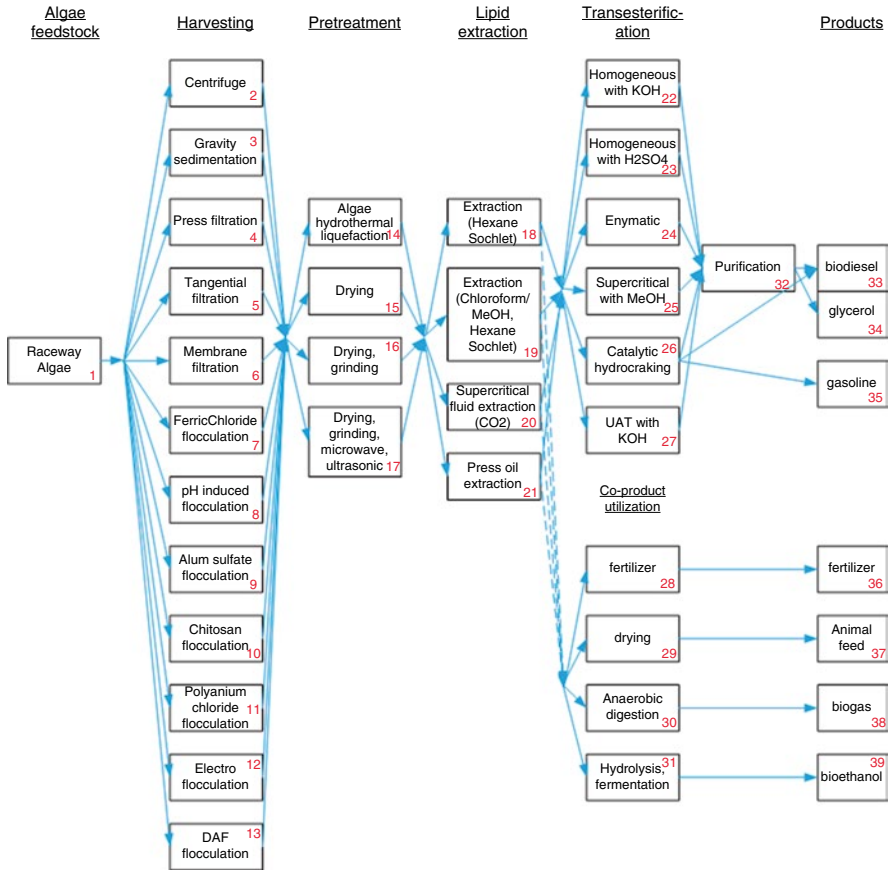 Algae
feedstock
Harvesting
Pretreatment
Lipid
extraction
Transesterific-
ation
Products
Raceway
Algae
1
Centrifuge
2
3
Gravity
sedimentation
Press filtration
4
Tangential
filtration
5
Membrane
filtration
6
FerricChloride
flocculation
7
pH induced
flocculation
8
Alum sulfate
flocculation
9
Chitosan
flocculation
10
Polyanium
chloride
11
flocculation
12
Electro
flocculation
DAF
13
flocculation
Algae
hydrothermal
liquefaction
14
Drying
15
16
Drying,
grinding
Drying,
grinding,
microwave,
ultrasonic
17
Extraction
(Hexane
Sochlet)
18
Extraction
(Chloroform/
MeOH,
Hexane
Sochlet)
19
Supercritical
fluid extraction
(CO2)
20
Press oil
extraction
21
Homogeneous
with KOH
22
Homogeneous
with H2SO4
23
Enymatic
24
Supercritical
with MeOH
25
Catalytic
26
hydrocraking
UAT with
KOH
27
Co-product
utilization
fertilizer
28
drying
29
Anaerobic
digestion
30
31
Hydrolysis,
fermentation
Purification
32
biodiesel
33
glycerol
34
gasoline
35
fertilizer
36
Animal
feed
37
biogas
38
39
bioethanol